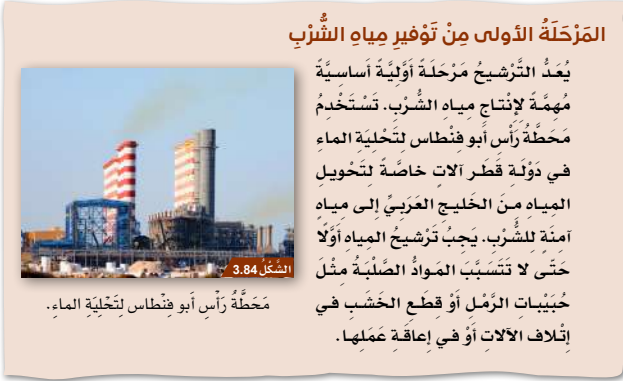 المَرْحَلَةُ الأولى مِنْ تَوْفيرِ مِياهِ الشُّرْبِ
يُعَدُّ التَّرْشيحُ مَرْحَلَةً أَوَّلِيَّةً أَساسِيَّةً
مُهِمَّةً لِإِنْتاجِ مِياهِ الشُّرْبِ. تَسْتَخْدِمُ
مَحَطَّةُ رَأْسِ أَبو فَنْطاس لِتَحْلِيَةِ الماءِ
في دَوْلَةِ قَطَر آلاتٍ خاصَّةً لِتَحْويلِ
المِياهِ مِنَ الخَليجِ العَرَبِيِّ إلى مِياهٍ
آمِنَةٍ لِلشُّرْبِ. يَجِبُ تَرْشيحُ المِياهِ أَوَّلًا
حَتّى لا تَتَسَبَّبَ المَوادُّ الصُّلْبَةُ مِثْلَ
حُبَيْباتِ الرَّمْلِ أَوْ قِطَعِ الخَشَبِ في
إِتْلافِ الآلاتِ أَوْ في إِعاقَةِ عَمَلِها.
الشَّكْلُ 3.84
مَحَطَّةُ رَأْسِ أَبو فَنْطاس لِتَحْلِيَةِ الماءِ.